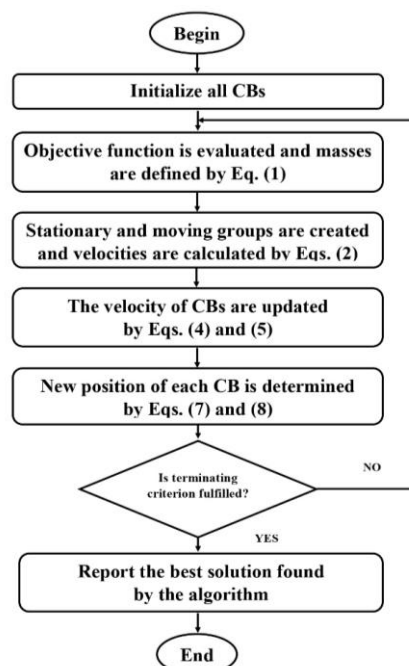 Begin
Initialize all CBs
Objective function is evaluated and masses
are defined by Eq. (1)
Stationary and moving groups are created
and velocities are calculated by Eqs. (2)
The velocity of CBs are updated
by Eqs. (4) and (5)
New position of each CB is determined
by Eqs. (7) and (8)
Is terminating
criterion fulfilled?
NO
YES
Report the best solution found
by the algorithm
End